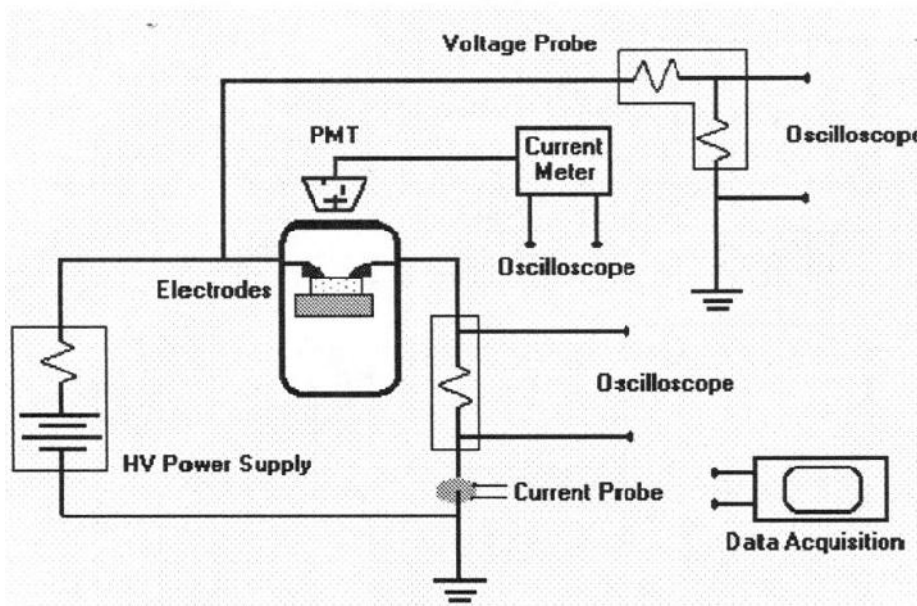 Voltage Probe
PMT
Current
Meter
Oscilloscope
Oscilloscope
Electrodes
Oscilloscope
HV Power Supply
Current Probe
Data Acquisition